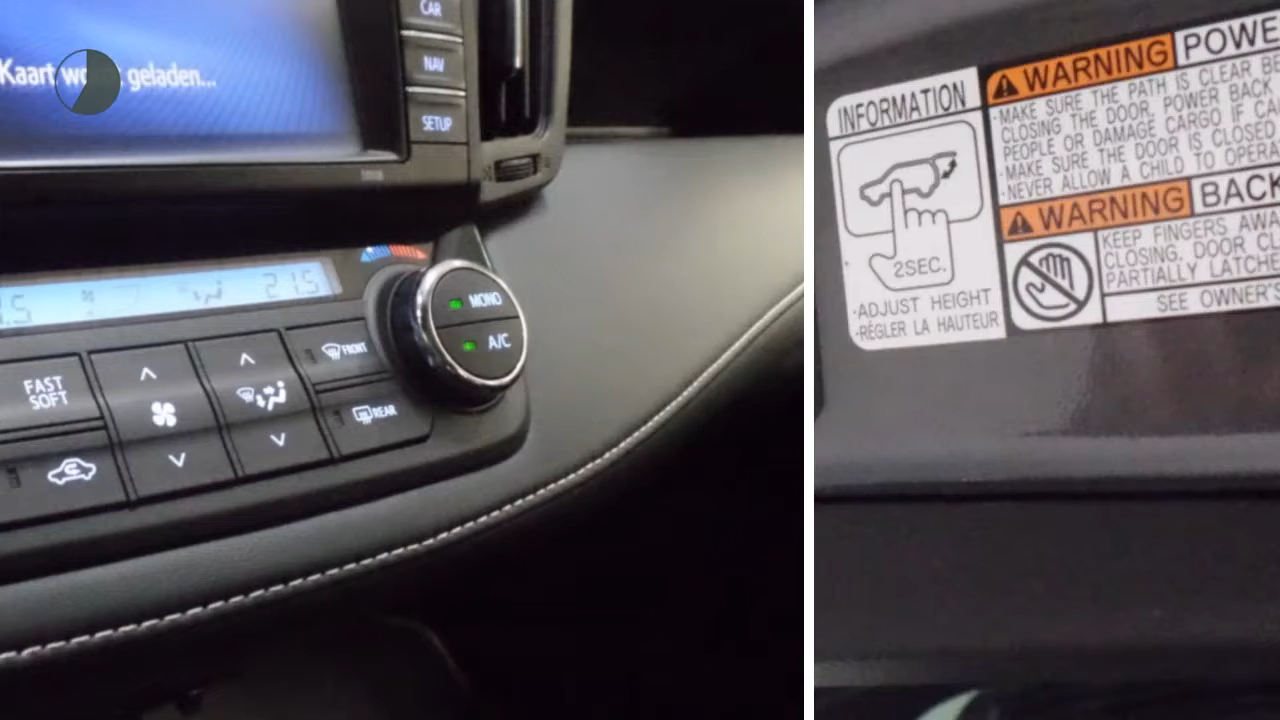 CAR
NAV
SETUP
Kaart geladen...
21.5
MONO
A/C
FRONT
REAR
FAST
SOFT
INFORMATION
2SEC.
·ADJUST HEIGHT
·RÉGLER LA HAUTEUR
WARNING POWE
·MAKE SURE THE PATH IS CLEAR BE
CLOSING THE DOOR. POWER BACK
PEOPLE OR DAMAGE CARGO IF CA
·MAKE SURE THE DOOR IS CLOSED
·NEVER ALLOW A CHILD TO OPERA
WARNING BACK
KEEP FINGERS AWA
CLOSING. DOOR CL
PARTIALLY LATCHE
SEE OWNER'S